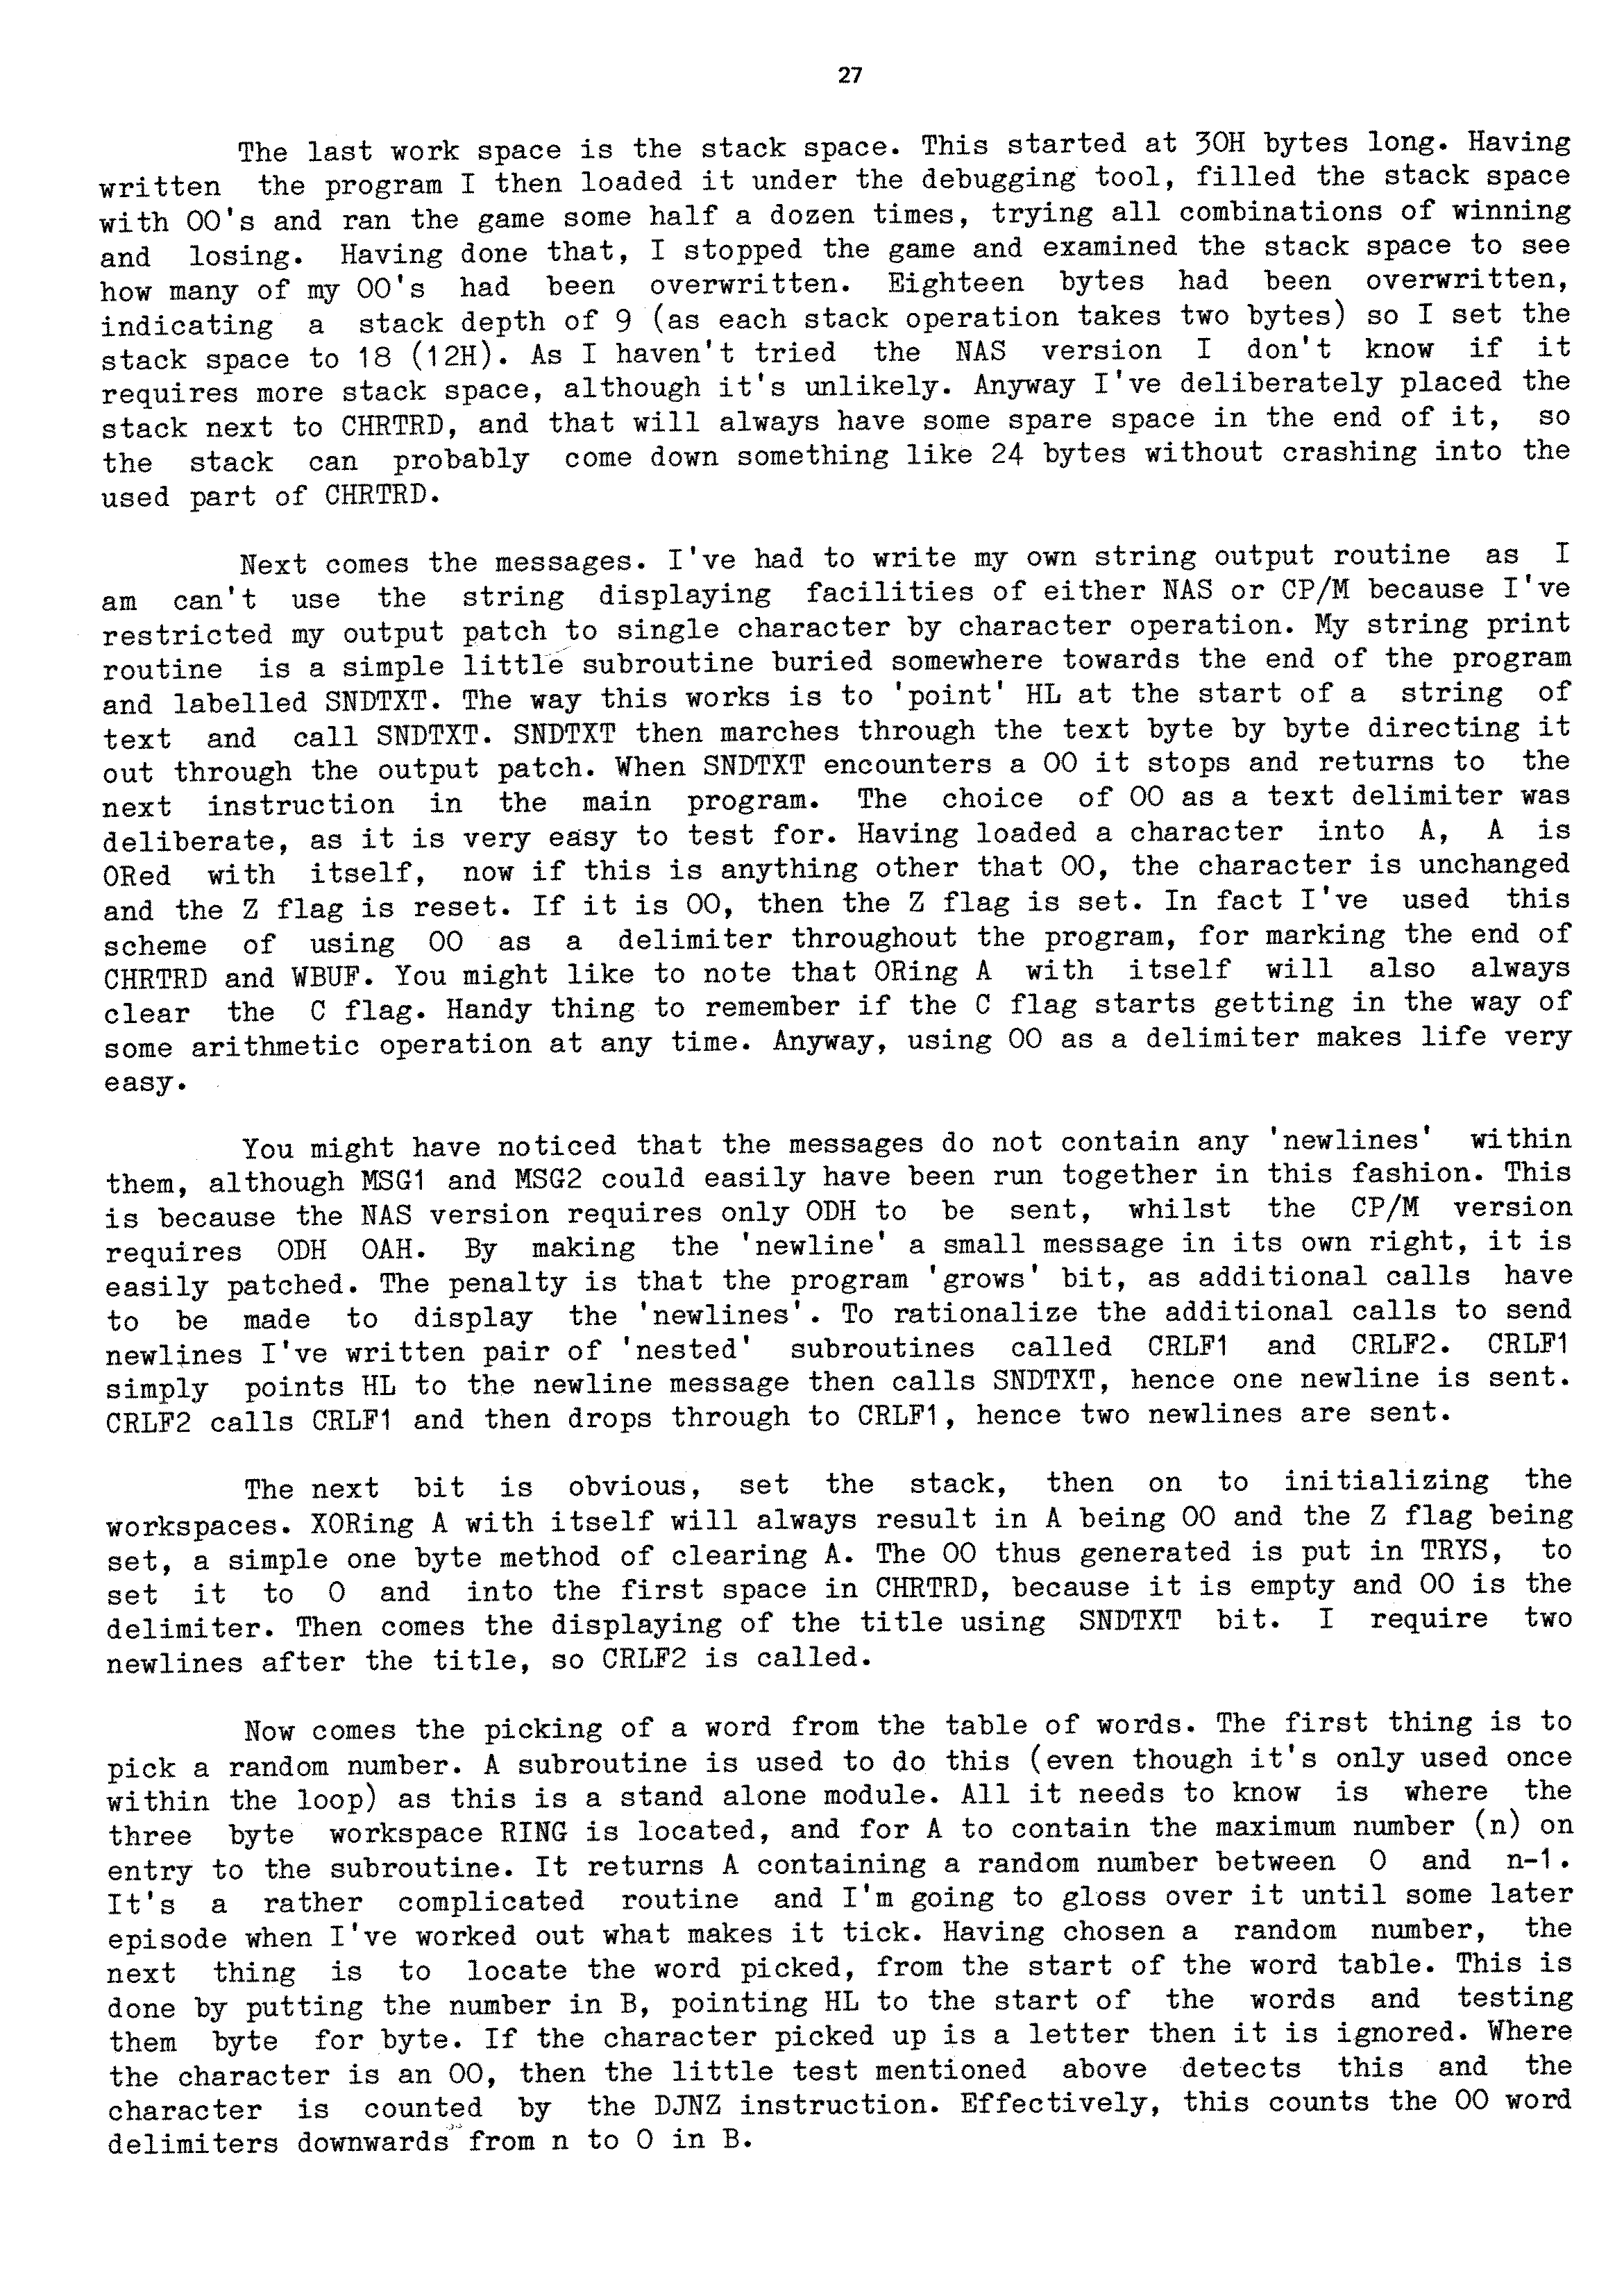 27
The last work space is the stack space. This started at 30H bytes long. Having
written the program I then loaded it under the debugging tool, filled the stack space
with 00's and ran the game some half a dozen times, trying all combinations of winning
and losing. Having done that, I stopped the game and examined the stack space to see
how many of my 00's had been overwritten. Eighteen bytes had been overwritten,
indicating a stack depth of 9 (as each stack operation takes two bytes) so I set the
stack space to 18 (12H). As I haven't tried the NAS version I don't know if it
requires more stack space, although it's unlikely. Anyway I've deliberately placed the
stack next to CHRTRD, and that will always have some spare space in the end of it, so
the stack can probably come down something like 24 bytes without crashing into the
used part of CHRTRD.
Next comes the messages. I've had to write my own string output routine as I
am can't use the string displaying facilities of either NAS or CP/M because I've
restricted my output patch to single character by character operation. My string print
routine is a simple little subroutine buried somewhere towards the end of the program
and labelled SNDTXT. The way this works is to 'point' HL at the start of a string of
text and call SNDTXT. SNDTXT then marches through the text byte by byte directing it
out through the output patch. When SNDTXT encounters a 00 it stops and returns to the
next instruction in the main program. The choice of 00 as a text delimiter was
deliberate, as it is very easy to test for. Having loaded a character into A, A is
ORed with itself, now if this is anything other that 00, the character is unchanged
and the Z flag is reset. If it is 00, then the Z flag is set. In fact I've used this
scheme of using 00 as a delimiter throughout the program, for marking the end of
CHRTRD and WBUF. You might like to note that ORing A with itself will also always
clear the C flag. Handy thing to remember if the C flag starts getting in the way of
some arithmetic operation at any time. Anyway, using 00 as a delimiter makes life very
easy.
You might have noticed that the messages do not contain any 'newlines' within
them, although MSG1 and MSG2 could easily have been run together in this fashion. This
is because the NAS version requires only 0DH to be sent, whilst the CP/M version
requires 0DH 0AH. By making the 'newline' a small message in its own right, it is
easily patched. The penalty is that the program 'grows' bit, as additional calls have
to be made to display the 'newlines'. To rationalize the additional calls to send
newlines I've written pair of 'nested' subroutines called CRLF1 and CRLF2. CRLF1
simply points HL to the newline message then calls SNDTXT, hence one newline is sent.
CRLF2 calls CRLF1 and then drops through to CRLF1, hence two newlines are sent.
The next bit is obvious, set the stack, then on to initializing the
workspaces. XORing A with itself will always result in A being 00 and the Z flag being
set, a simple one byte method of clearing A. The 00 thus generated is put in TRYS, to
set it to 0 and into the first space in CHRTRD, because it is empty and 00 is the
delimiter. Then comes the displaying of the title using SNDTXT bit. I require two
newlines after the title, so CRLF2 is called.
Now comes the picking of a word from the table of words. The first thing is to
pick a random number. A subroutine is used to do this (even though it's only used once
within the loop) as this is a stand alone module. All it needs to know is where the
three byte workspace RING is located, and for A to contain the maximum number (n) on
entry to the subroutine. It returns A containing a random number between 0 and n-1.
It's a rather complicated routine and I'm going to gloss over it until some later
episode when I've worked out what makes it tick. Having chosen a random number, the
next thing is to locate the word picked, from the start of the word table. This is
done by putting the number in B, pointing HL to the start of the words and testing
them byte for byte. If the character picked up is a letter then it is ignored. Where
the character is an 00, then the little test mentioned above detects this and the
character is counted by the DJNZ instruction. Effectively, this counts the 00 word
delimiters downwards from n to 0 in B.